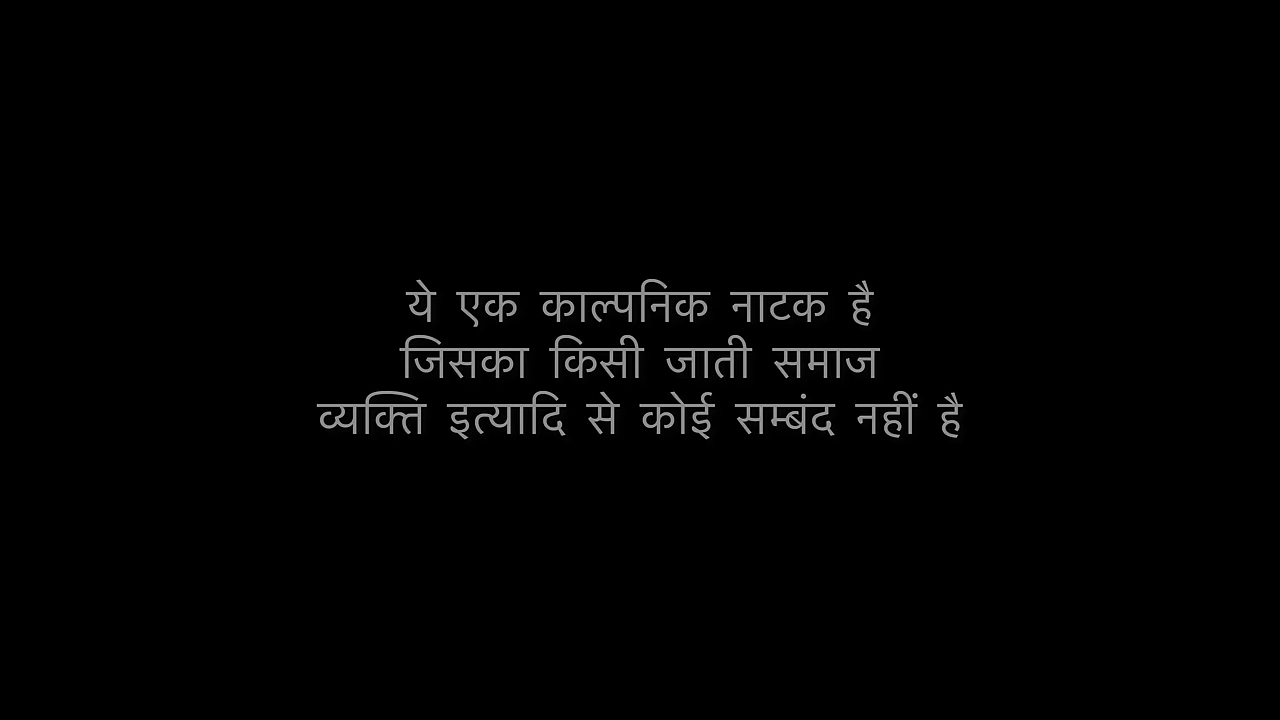 ये एक काल्पनिक नाटक है
जिसका किसी जाती समाज
व्यक्ति इत्यादि से कोई सम्बंद नहीं है